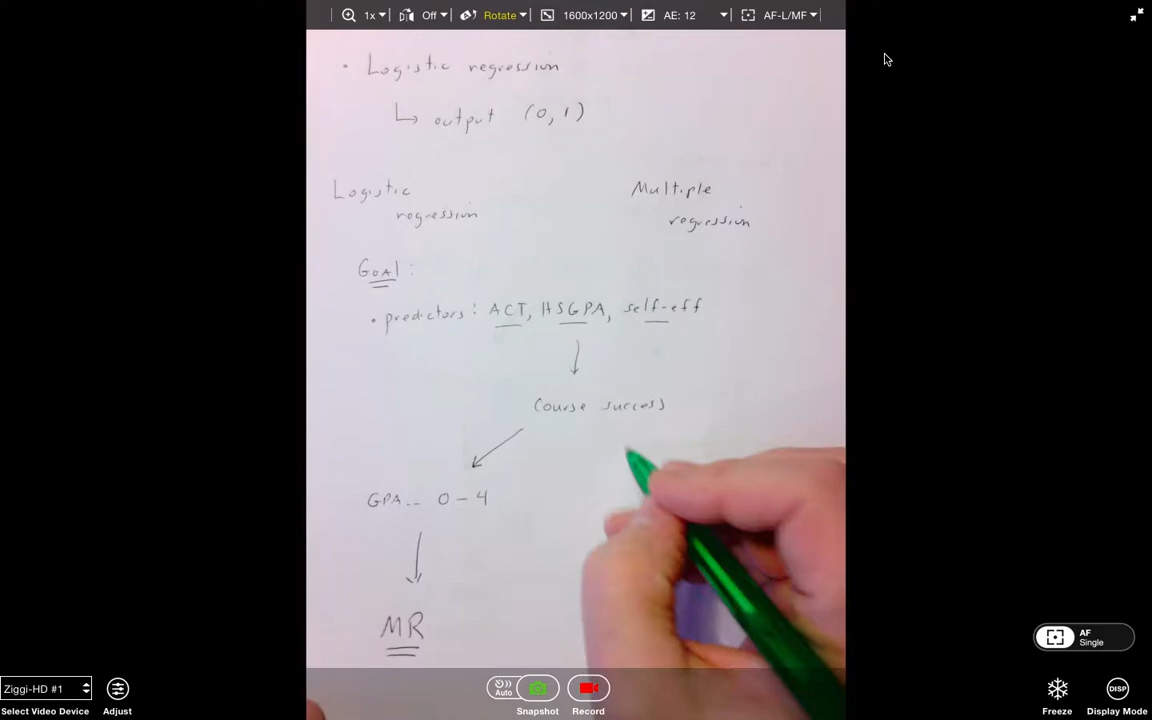 1x Off Rotate 1600x1200 AE: 12 AF-L/MF
• Logistic regression
↳ output (0,1)
Logistic Multiple
regression regression
GOAL:
• predictors: ACT, HSGPA, self-eff
Course success
GPA-- 0-4
MR
AF
Single
Ziggi-HD #1
Auto
DISP
Select Video Device Adjust Snapshot Record Freeze Display Mode